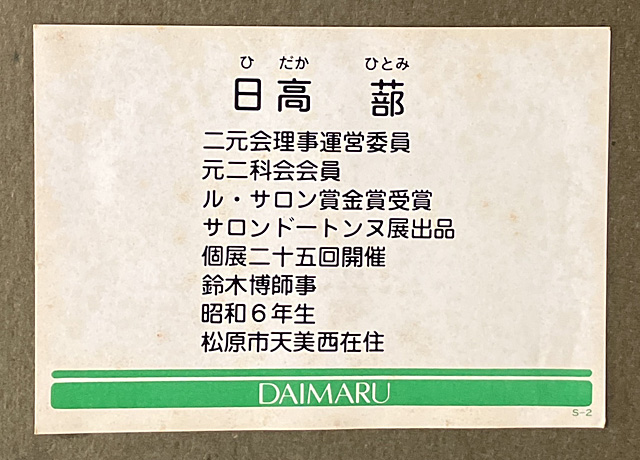 ひ だか ひとみ
日高 蔀
二元会理事運営委員
元二科会会員
ル・サロン賞金賞受賞
サロンドートンヌ展出品
個展二十五回開催
鈴木博師事
昭和6年生
松原市天美西在住
DAIMARU
S-2